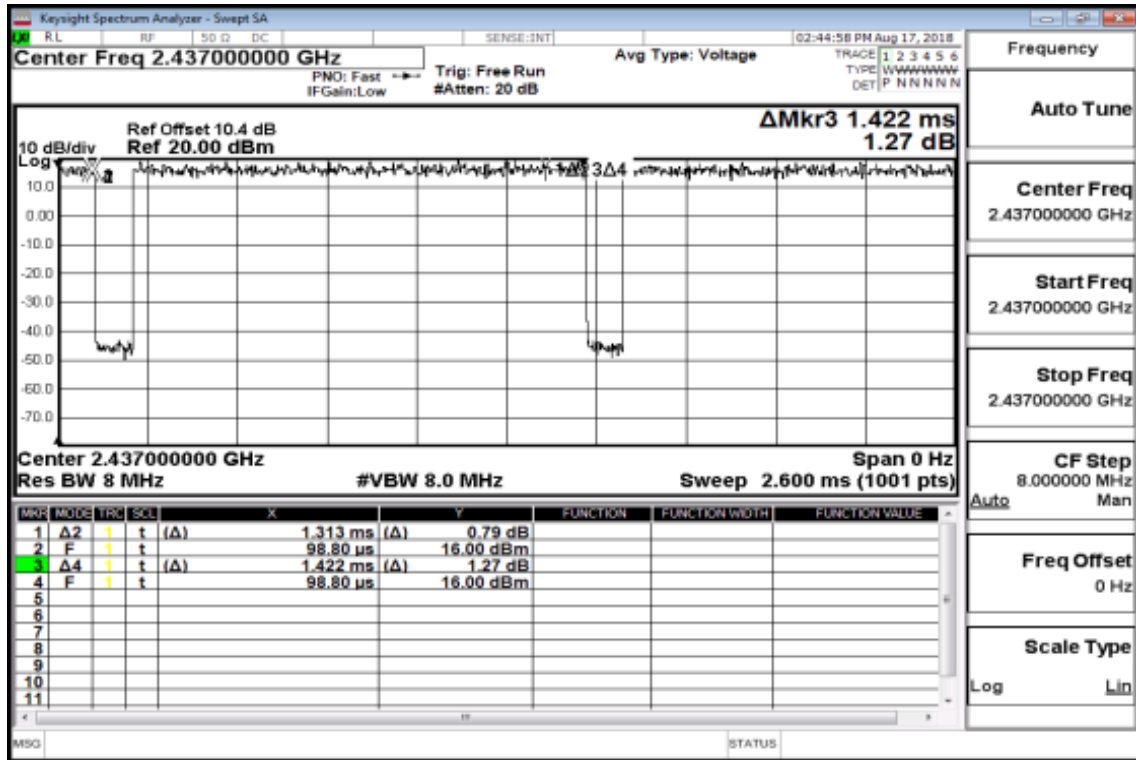 Keysight Spectrum Analyzer - Swept SA
RL RF 50 Ω DC SENSE:INT 02:44:58 PM Aug 17, 2018
Center Freq 2.437000000 GHz
Avg Type: Voltage
TRACE 1 2 3 4 5 6
TYPE WWWWWW
DET P N N N N N
PNO: Fast
IFGain:Low
Trig: Free Run
#Atten: 20 dB
ΔMkr3 1.422 ms
1.27 dB
Ref Offset 10.4 dB
Ref 20.00 dBm
10 dB/div
Log
10.0
0.00
-10.0
-20.0
-30.0
-40.0
-50.0
-60.0
-70.0
3Δ4
Center 2.437000000 GHz
Span 0 Hz
Res BW 8 MHz
#VBW 8.0 MHz
Sweep 2.600 ms (1001 pts)
MKR MODE TRC SCL X Y FUNCTION FUNCTION WIDTH FUNCTION VALUE
1 Δ2 1 t (Δ) 1.313 ms (Δ) 0.79 dB
2 F 1 t 98.80 µs 16.00 dBm
3 Δ4 1 t (Δ) 1.422 ms (Δ) 1.27 dB
4 F 1 t 98.80 µs 16.00 dBm
5
6
7
8
9
10
11
MSG
STATUS
Frequency
Auto Tune
Center Freq
2.437000000 GHz
Start Freq
2.437000000 GHz
Stop Freq
2.437000000 GHz
CF Step
8.000000 MHz
Auto Man
Freq Offset
0 Hz
Scale Type
Log Lin